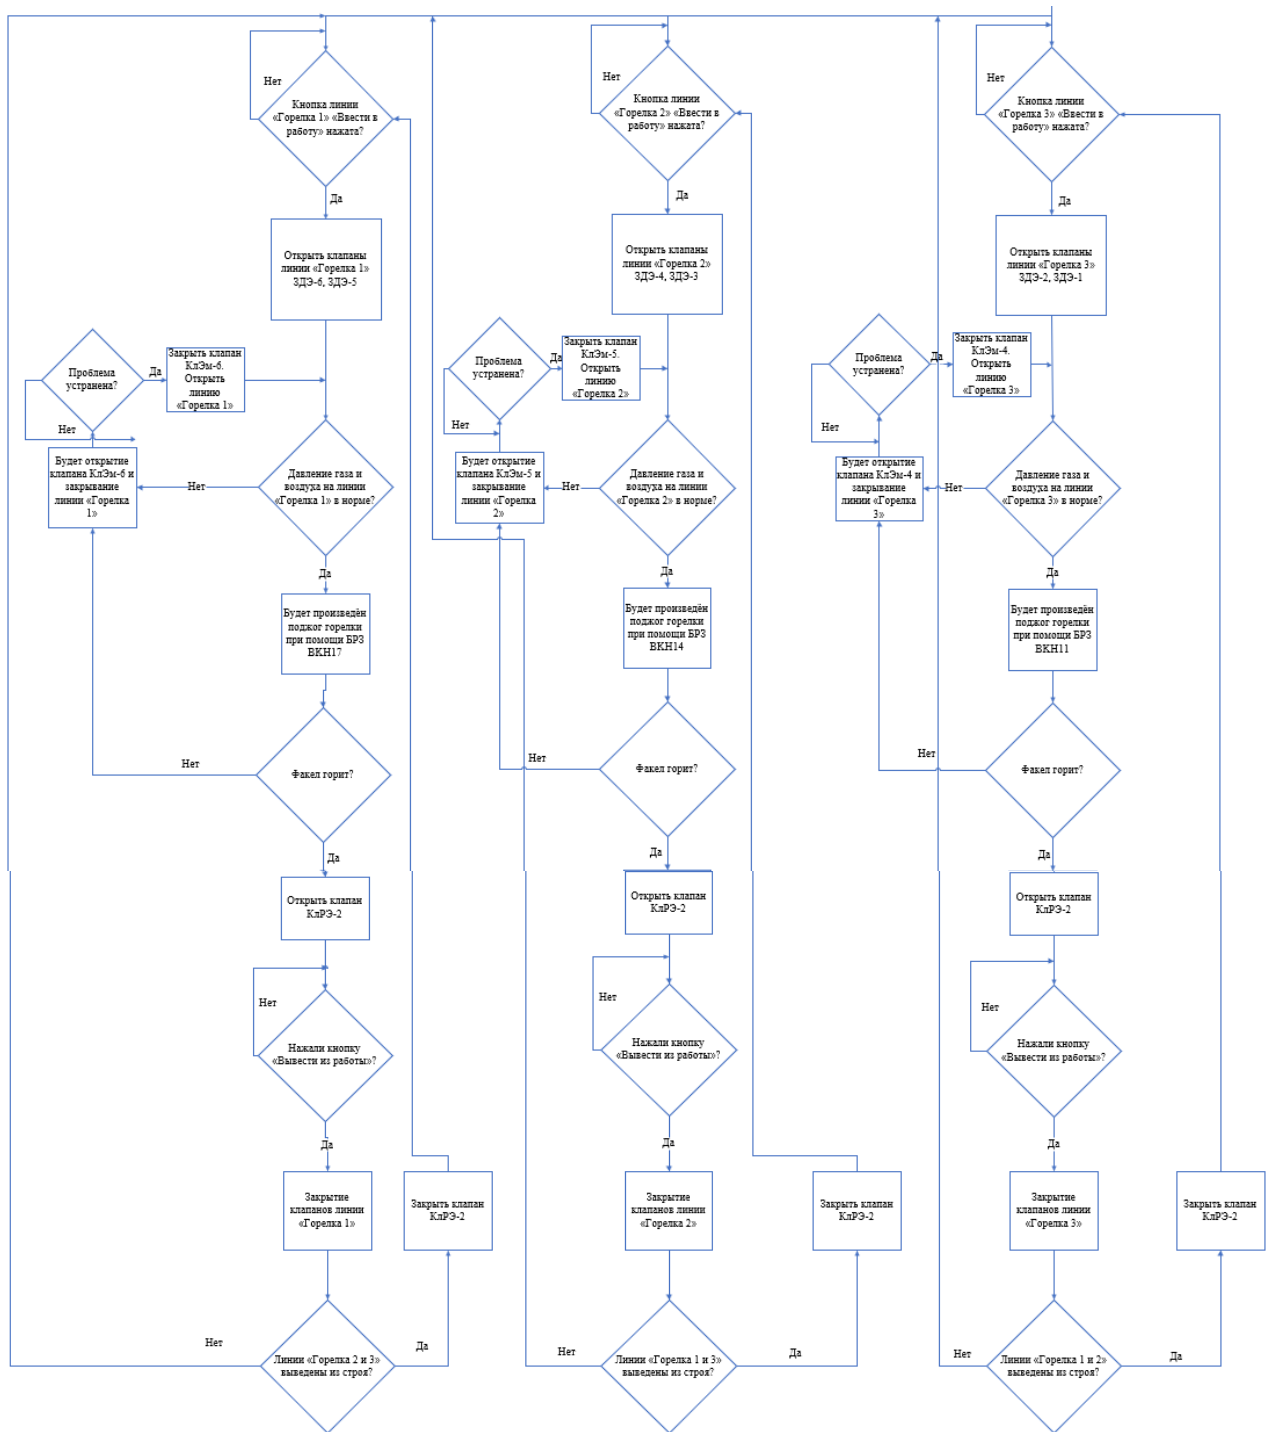 Нет
Кнопка линии
«Горелка 1» «Ввести в
работу» нажата?
Да
Открыть клапаны
линии «Горелка 1»
ЗДЭ-6, ЗДЭ-5
Проблема
устранена?
Да
Закрыть клапан
КлЭм-6.
Открыть
линию
«Горелка 1»
Нет
Будет открытие
клапана КлЭм-6 и
закрывание
линии «Горелка
1»
Нет
Давление газа и
воздуха на линии
«Горелка 1» в норме?
Да
Будет произведён
поджог горелки
при помощи БРЗ
ВКН17
Нет
Факел горит?
Да
Открыть клапан
КлРЭ-2
Нет
Нажали кнопку
«Вывести из работы»?
Да
Закрытие
клапанов линии
«Горелка 1»
Закрыть клапан
КлРЭ-2
Нет
Да
Линии «Горелка 2 и 3»
выведены из строя?
Нет
Кнопка линии
«Горелка 2» «Ввести в
работу» нажата?
Да
Открыть клапаны
линии «Горелка 2»
ЗДЭ-4, ЗДЭ-3
Проблема
устранена?
Да
Закрыть клапан
КлЭм-5.
Открыть
линию
«Горелка 2»
Нет
Будет открытие
клапана КлЭм-5 и
закрывание
линии «Горелка
2»
Нет
Давление газа и
воздуха на линии
«Горелка 2» в норме?
Да
Будет произведён
поджог горелки
при помощи БРЗ
ВКН14
Нет
Факел горит?
Да
Открыть клапан
КлРЭ-2
Нет
Нажали кнопку
«Вывести из работы»?
Да
Закрытие
клапанов линии
«Горелка 2»
Закрыть клапан
КлРЭ-2
Нет
Да
Линии «Горелка 1 и 3»
выведены из строя?
Нет
Кнопка линии
«Горелка 3» «Ввести в
работу» нажата?
Да
Открыть клапаны
линии «Горелка 3»
ЗДЭ-2, ЗДЭ-1
Проблема
устранена?
Да
Закрыть клапан
КлЭм-4.
Открыть
линию
«Горелка 3»
Нет
Будет открытие
клапана КлЭм-4 и
закрывание
линии «Горелка
3»
Нет
Давление газа и
воздуха на линии
«Горелка 3» в норме?
Да
Будет произведён
поджог горелки
при помощи БРЗ
ВКН11
Нет
Факел горит?
Да
Открыть клапан
КлРЭ-2
Нет
Нажали кнопку
«Вывести из работы»?
Да
Закрытие
клапанов линии
«Горелка 3»
Закрыть клапан
КлРЭ-2
Нет
Да
Линии «Горелка 1 и 2»
выведены из строя?